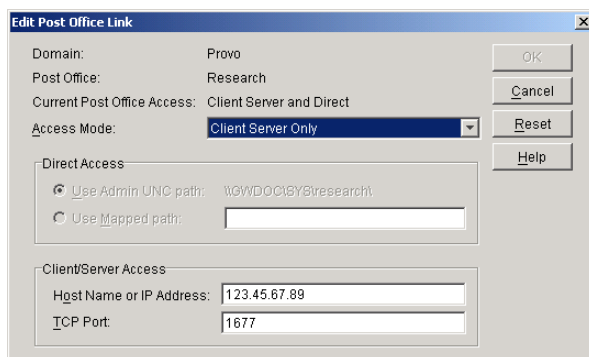 Edit Post Office Link
Domain: Provo
Post Office: Research
Current Post Office Access: Client Server and Direct
Access Mode: Client Server Only
Direct Access
Use Admin UNC path: \\GWDOC\SYS\research\
Use Mapped path:
Client/Server Access
Host Name or IP Address: 123.45.67.89
TCP Port: 1677
OK
Cancel
Reset
Help